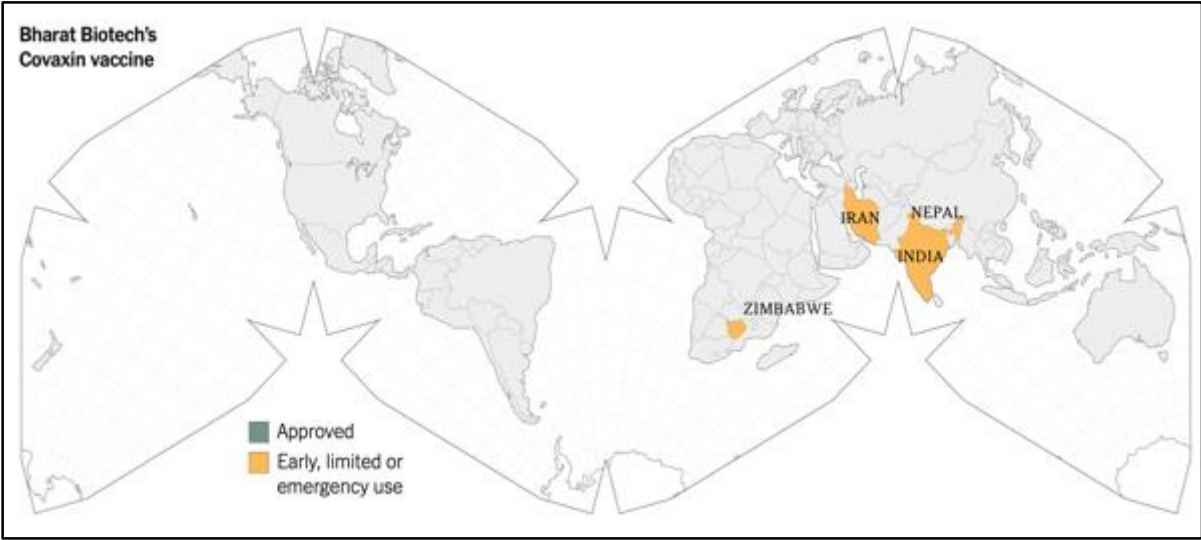 Bharat Biotech's
Covaxin vaccine
IRAN
NEPAL
INDIA
ZIMBABWE
Approved
Early, limited or
emergency use